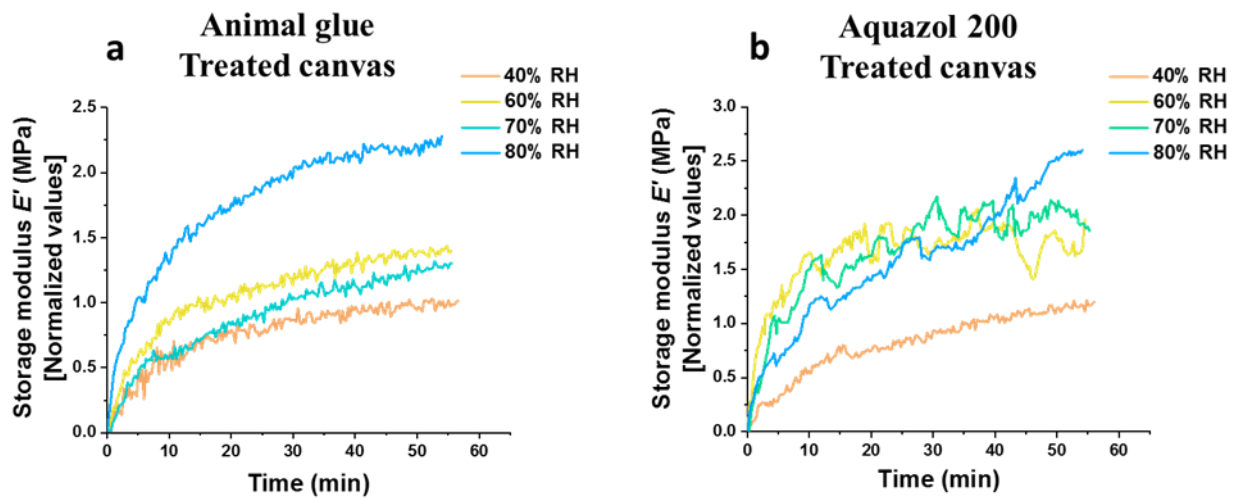 a
Animal glue
Treated canvas
40% RH
60% RH
70% RH
80% RH
Storage modulus E' (MPa)
[Normalized values]
2.5
2.0
1.5
1.0
0.5
0.0
0 10 20 30 40 50 60
Time (min)
b
Aquazol 200
Treated canvas
40% RH
60% RH
70% RH
80% RH
Storage modulus E' (MPa)
[Normalized values]
3.0
2.5
2.0
1.5
1.0
0.5
0.0
0 10 20 30 40 50 60
Time (min)